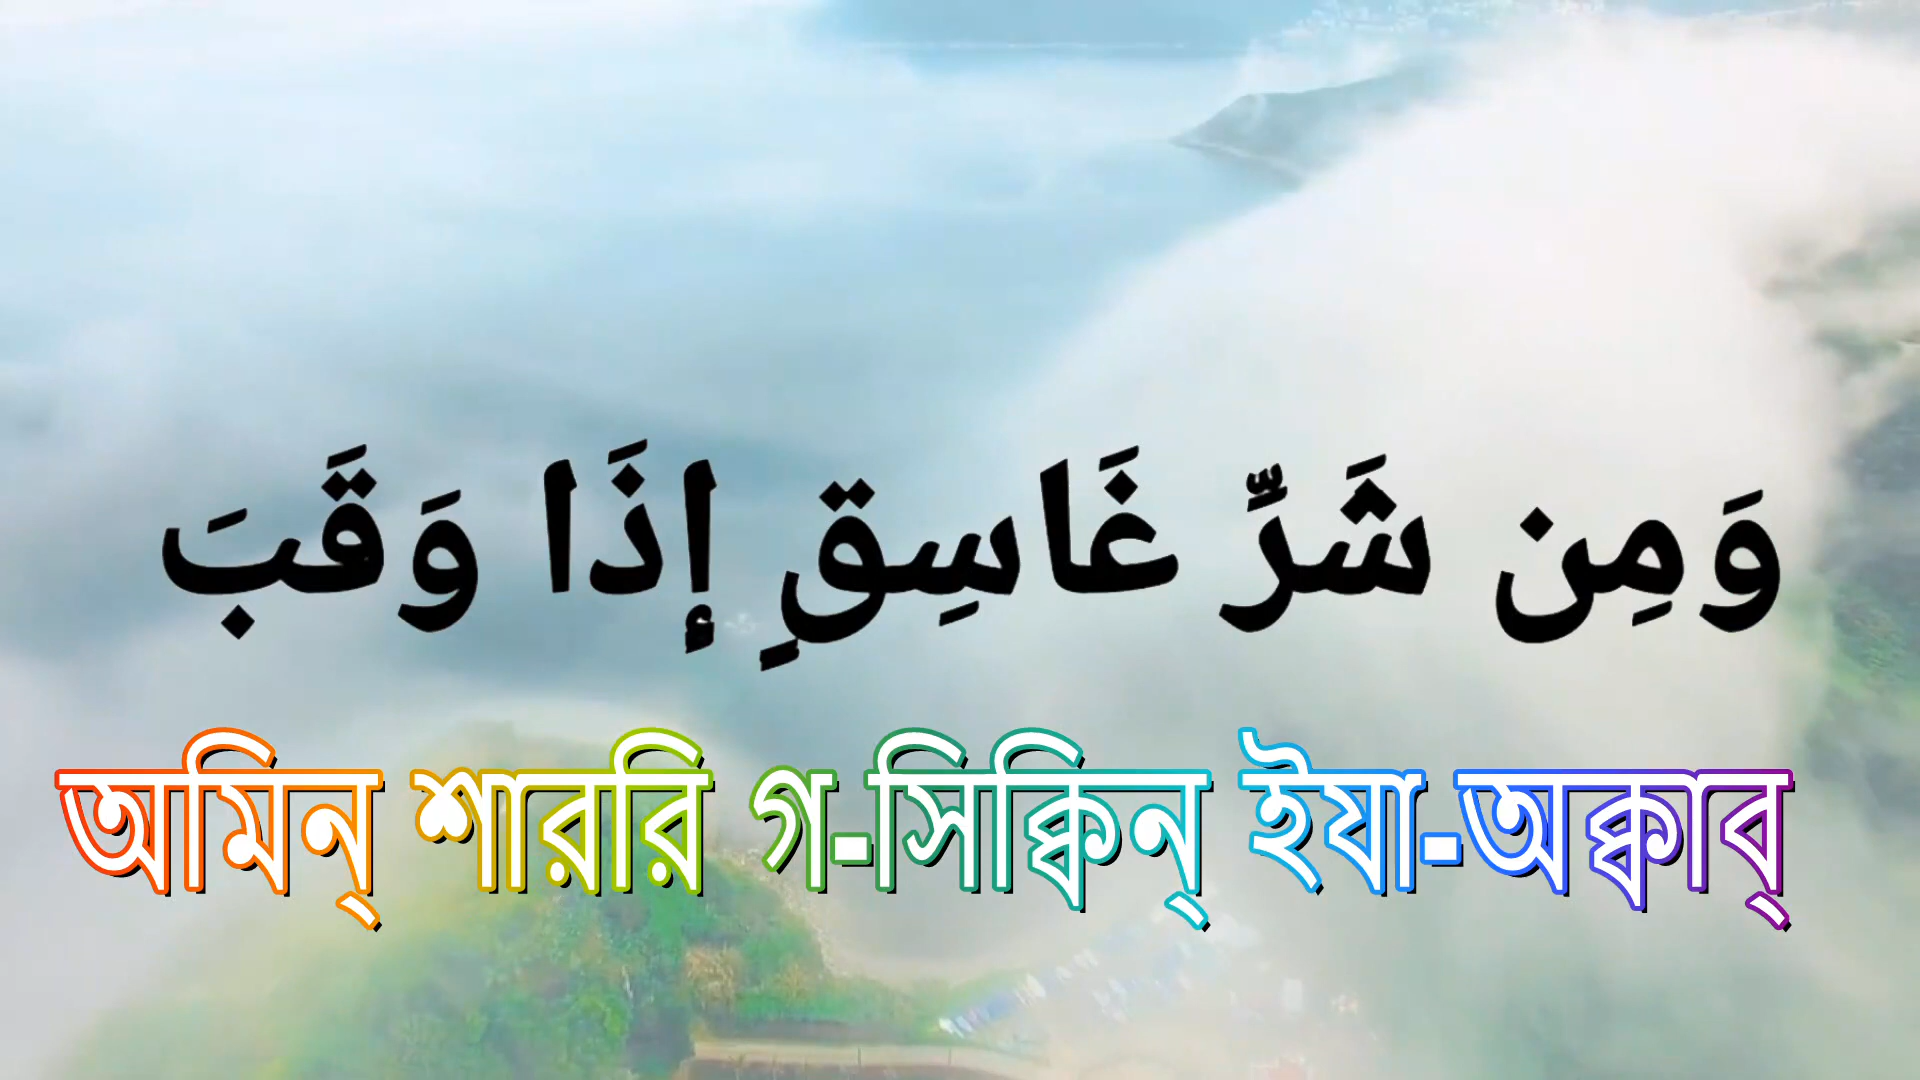 وَمِن شَرِّ غَاسِقٍ إِذَا وَقَبَ
অমিন্ শাররি গ-সিক্বিন্ ইযা-অক্বাব্